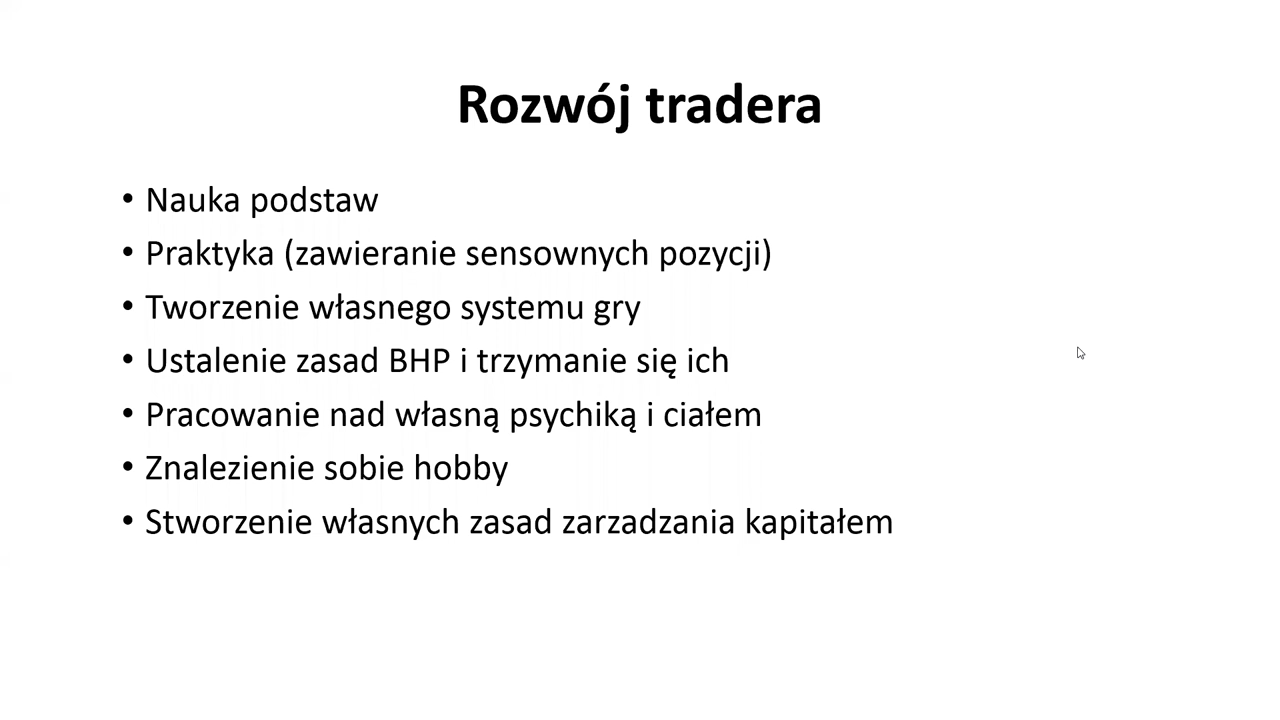 Rozwój tradera
• Nauka podstaw
• Praktyka (zawieranie sensownych pozycji)
• Tworzenie własnego systemu gry
• Ustalenie zasad BHP i trzymanie się ich
• Pracowanie nad własną psychiką i ciałem
• Znalezienie sobie hobby
• Stworzenie własnych zasad zarzadzania kapitałem